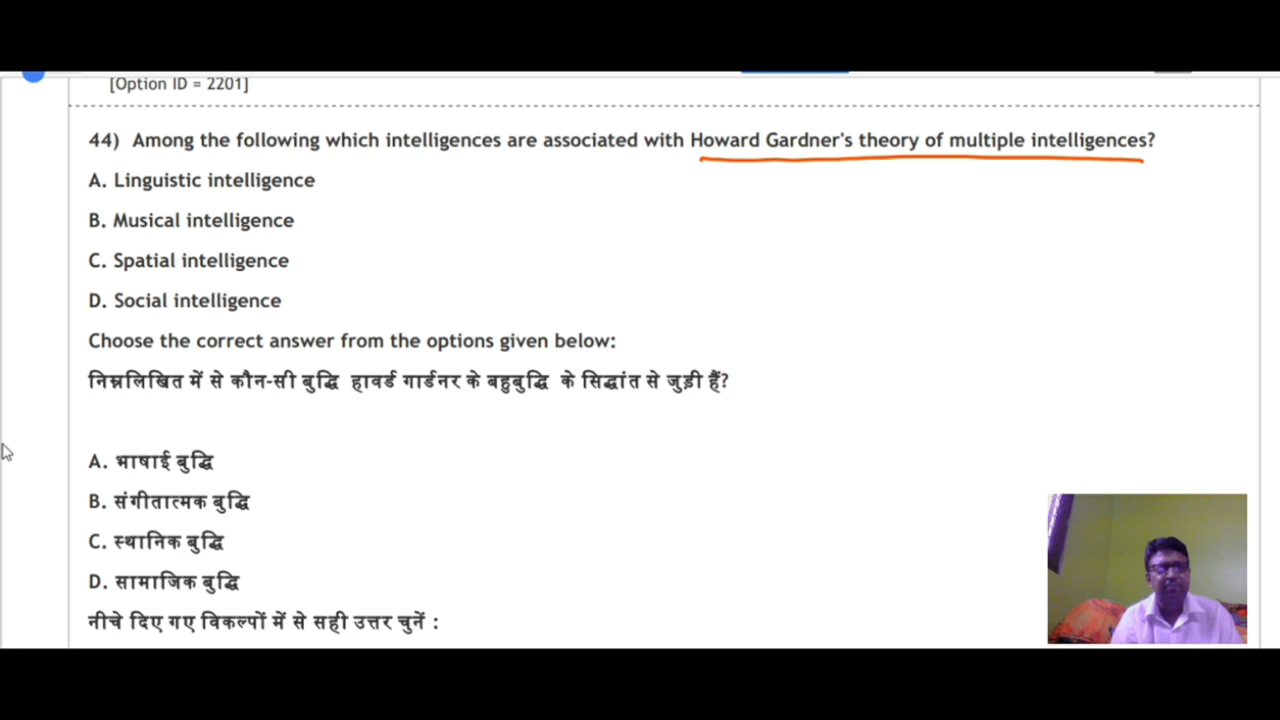 [Option ID = 2201]
44) Among the following which intelligences are associated with Howard Gardner's theory of multiple intelligences?
A. Linguistic intelligence
B. Musical intelligence
C. Spatial intelligence
D. Social intelligence
Choose the correct answer from the options given below:
निम्नलिखित में से कौन-सी बुद्धि हावर्ड गार्डनर के बहुबुद्धि के सिद्धांत से जुड़ी हैं?
A. भाषाई बुद्धि
B. संगीतात्मक बुद्धि
C. स्थानिक बुद्धि
D. सामाजिक बुद्धि
नीचे दिए गए विकल्पों में से सही उत्तर चुनें :